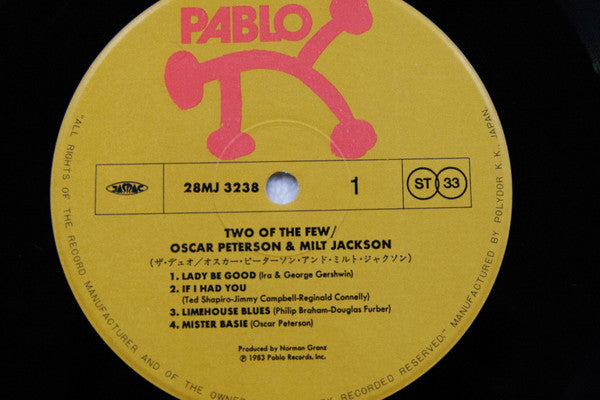 PABLO
JASRAC
28MJ 3238
1
ST 33
TWO OF THE FEW/
OSCAR PETERSON & MILT JACKSON
(ザ・デュオ/オスカー・ピーターソン・アンド・ミルト・ジャクソン)
1. LADY BE GOOD (Ira & George Gershwin)
2. IF I HAD YOU
(Ted Shapiro-Jimmy Campbell-Reginald Connelly)
3. LIMEHOUSE BLUES (Philip Braham-Douglas Furber)
4. MISTER BASIE (Oscar Peterson)
Produced by Norman Granz
℗ 1983 Pablo Records, Inc.
"ALL RIGHTS OF THE RECORD MANUFACTURER AND OF THE OWNER RECORDED RESERVED." MANUFACTURED BY POLYDOR K.K., JAPAN